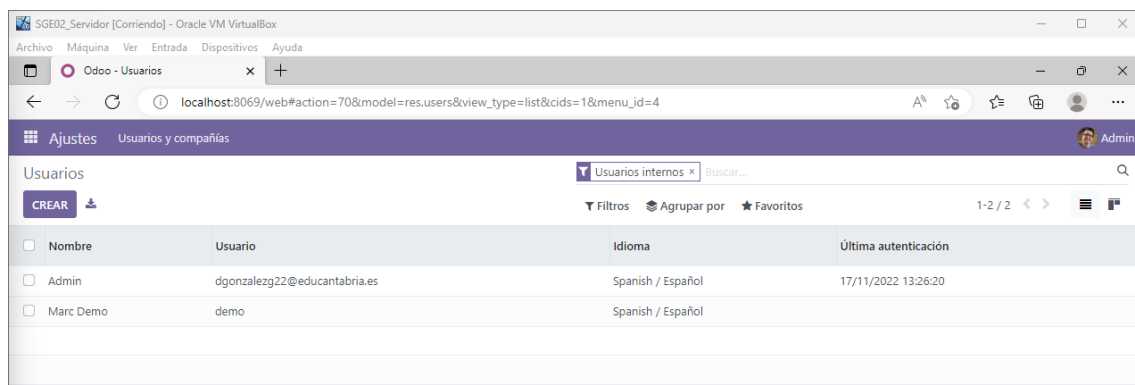 SGE02_Servidor [Corriendo] - Oracle VM VirtualBox
Archivo Máquina Ver Entrada Dispositivos Ayuda
Odoo - Usuarios
localhost:8069/web#action=70&model=res.users&view_type=list&cids=1&menu_id=4
Ajustes Usuarios y compañías Admin
Usuarios Usuarios internos × Buscar...
CREAR Filtros Agrupar por Favoritos 1-2 / 2
Nombre Usuario Idioma Última autenticación
Admin dgonzalezg22@educantabria.es Spanish / Español 17/11/2022 13:26:20
Marc Demo demo Spanish / Español